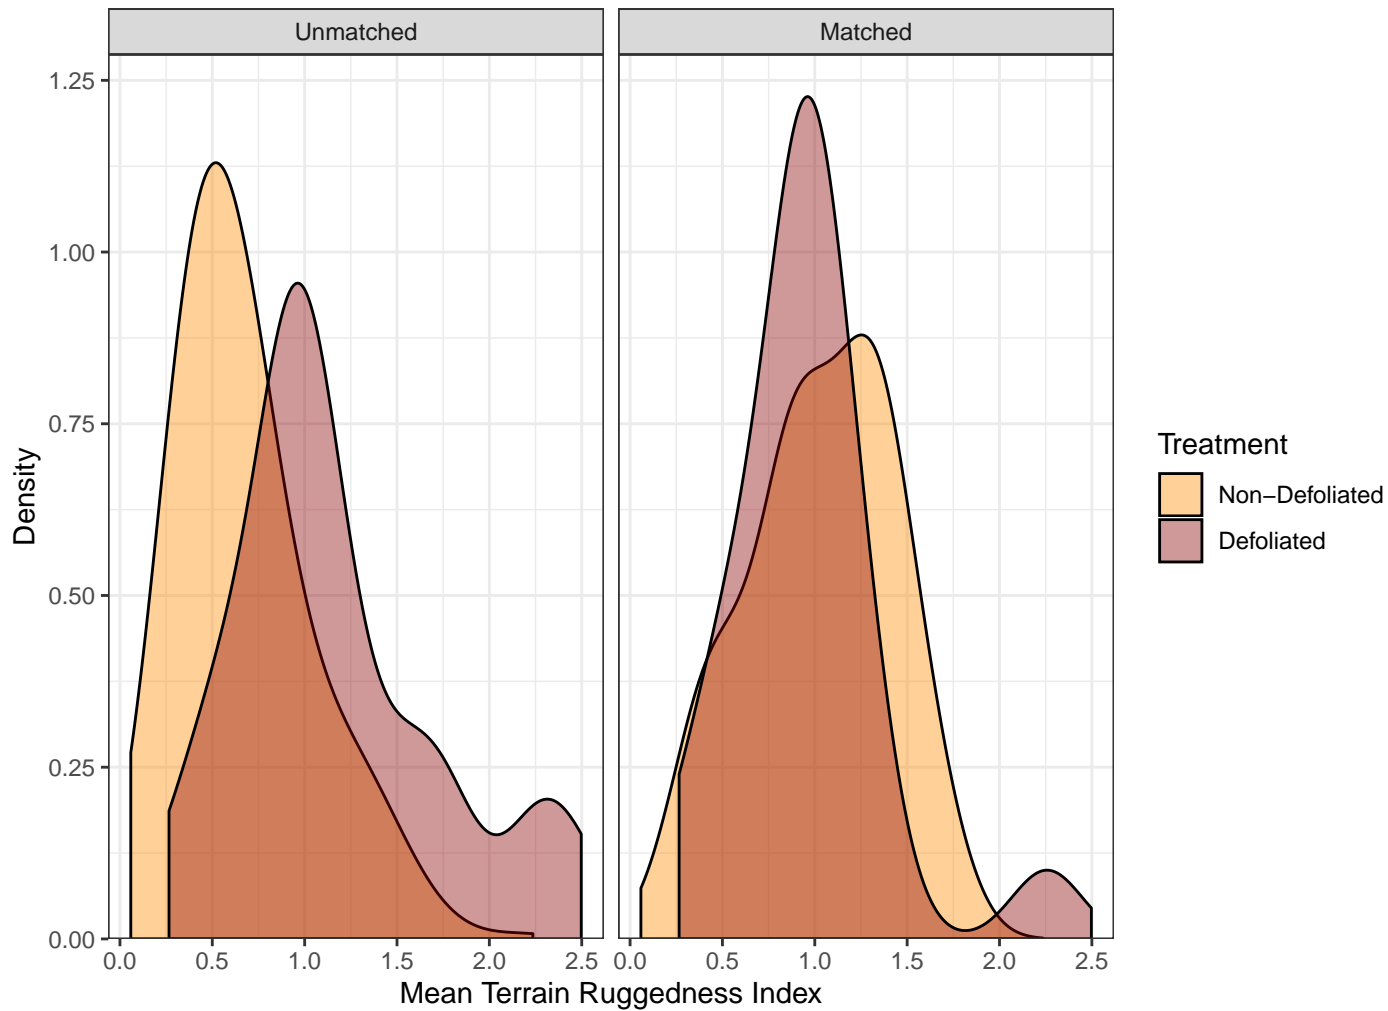 Unmatched
Matched
1.25
1.00
0.75
0.50
0.25
0.00
Density
0.0 0.5 1.0 1.5 2.0 2.5
0.0 0.5 1.0 1.5 2.0 2.5
Mean Terrain Ruggedness Index
Treatment
Non−Defoliated
Defoliated